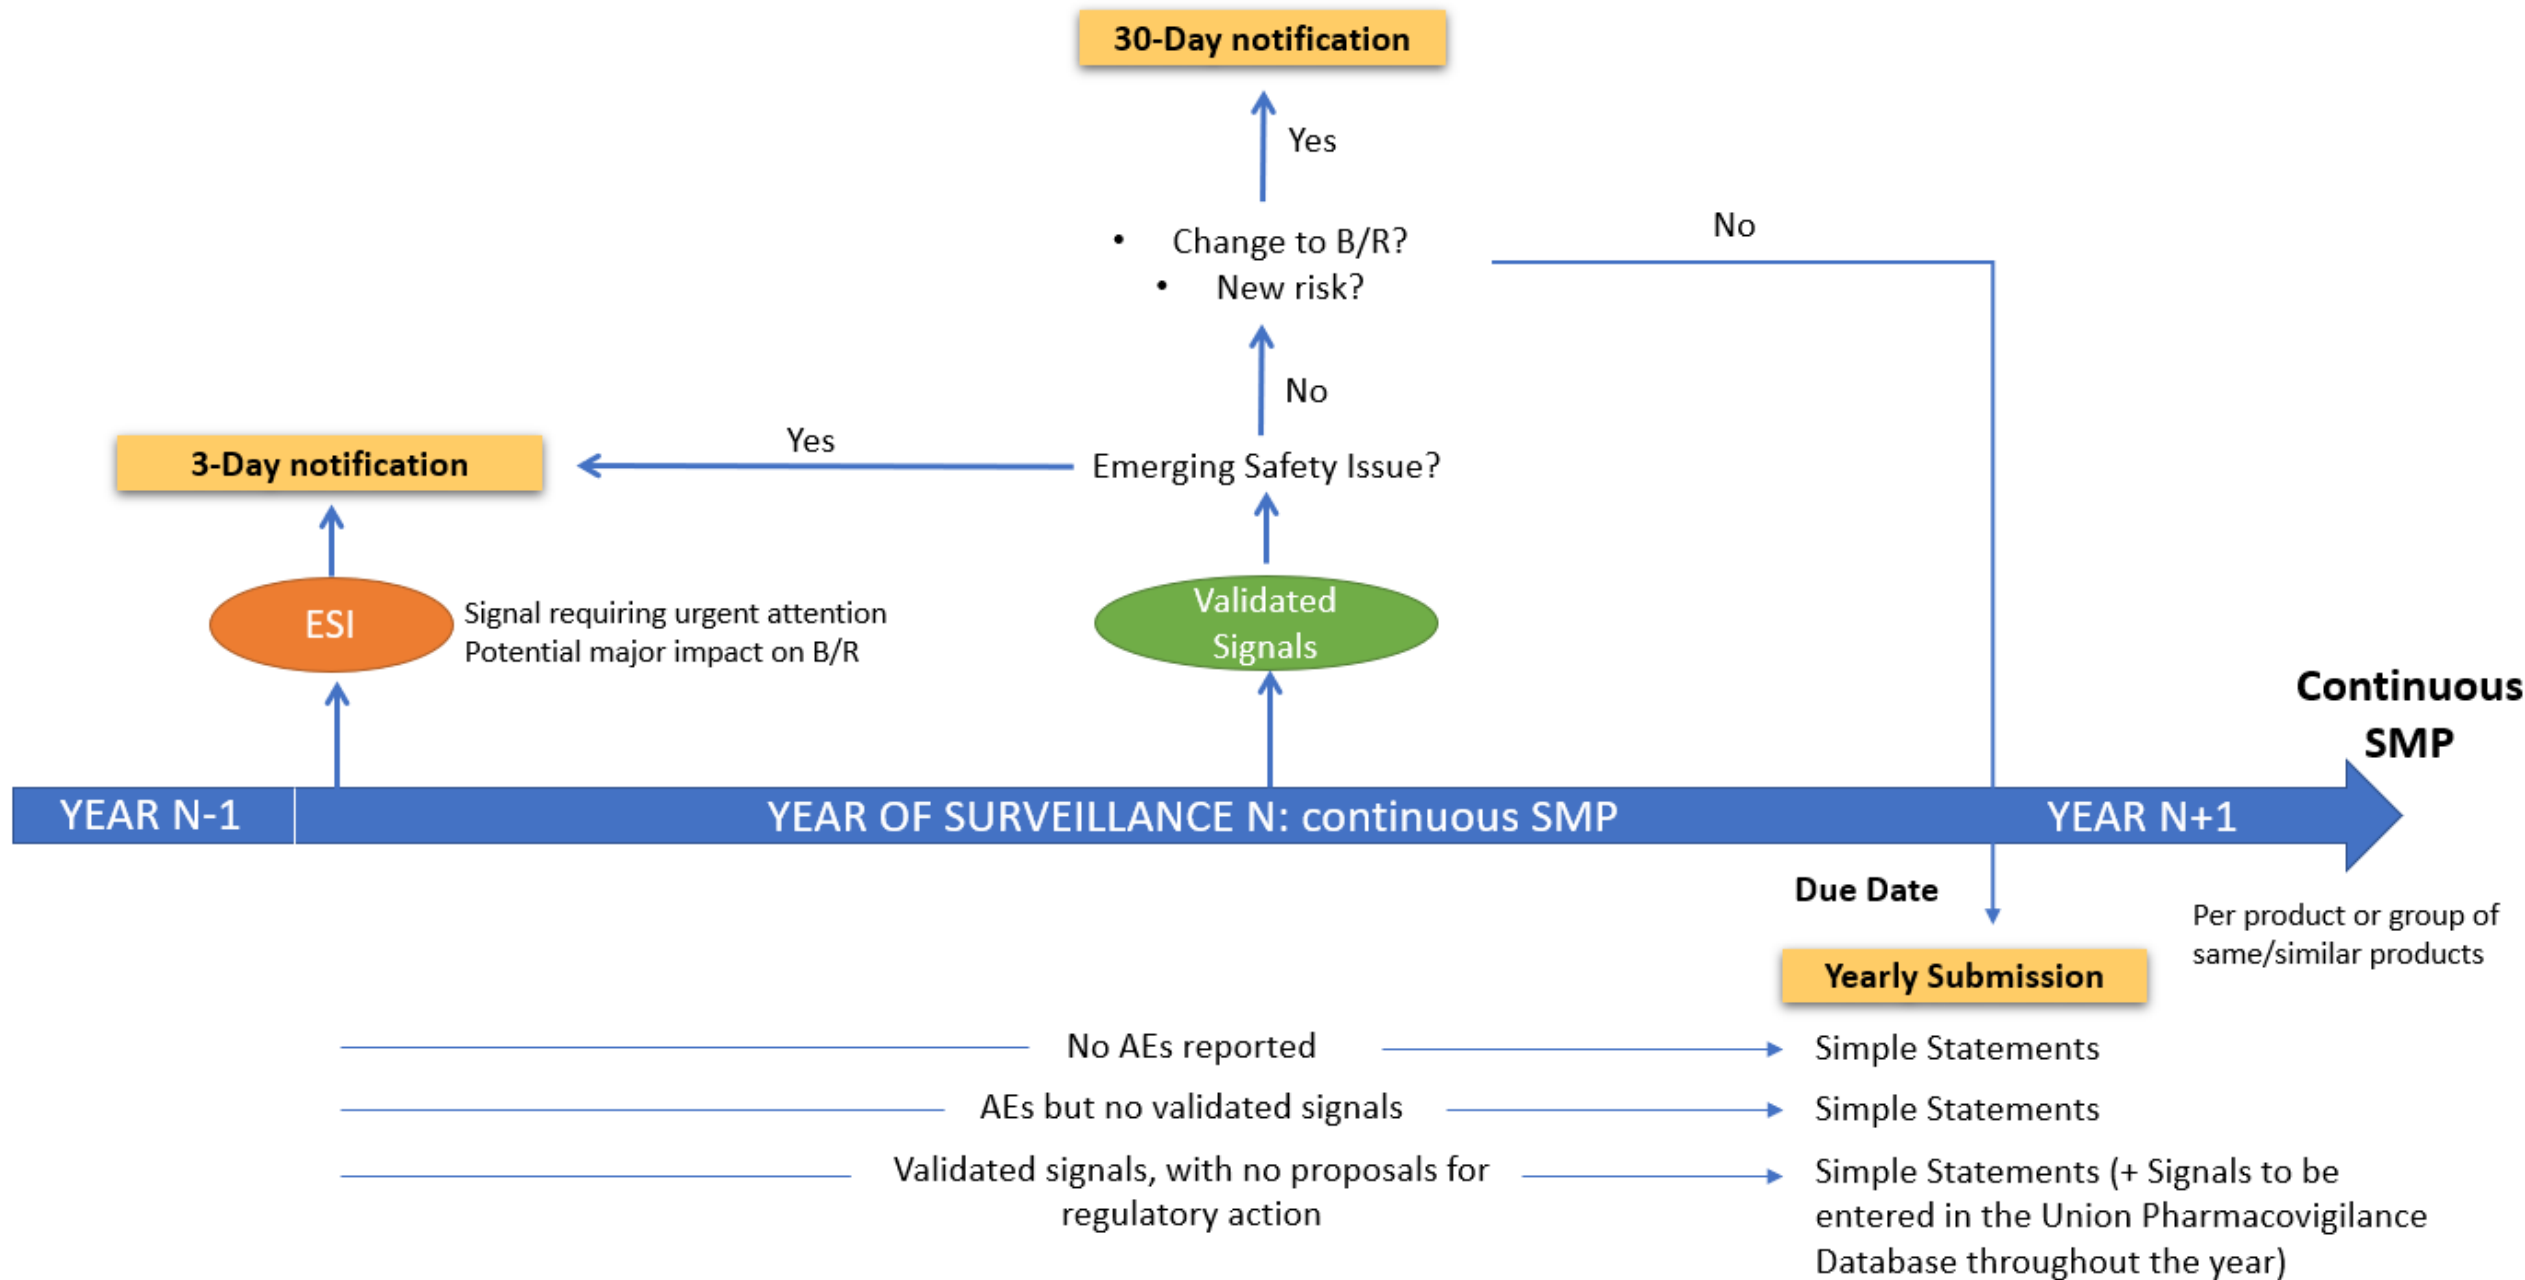 30-Day notification
Yes
• Change to B/R?
No
• New risk?
No
Yes
3-Day notification
Emerging Safety Issue?
ESI
Signal requiring urgent attention
Potential major impact on B/R
Validated
Signals
Continuous
SMP
YEAR N-1
YEAR OF SURVEILLANCE N: continuous SMP
YEAR N+1
Due Date
Per product or group of
same/similar products
Yearly Submission
No AEs reported
Simple Statements
AEs but no validated signals
Simple Statements
Validated signals, with no proposals for
regulatory action
Simple Statements (+ Signals to be
entered in the Union Pharmacovigilance
Database throughout the year)